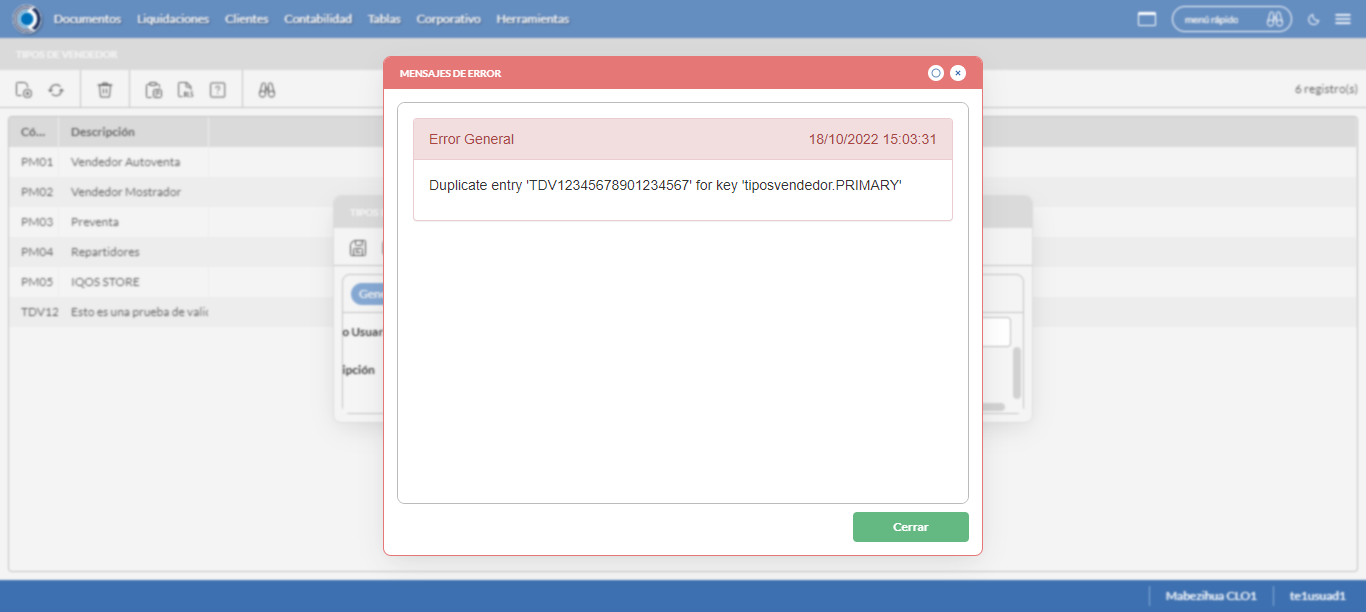 Documentos Liquidaciones Clientes Contabilidad Tablas Corporativo Herramientas menú rápido
TIPOS DE VENDEDOR
6 registro(s)
Có... Descripción
PM01 Vendedor Autoventa
PM02 Vendedor Mostrador
PM03 Preventa
PM04 Repartidores
PM05 IQOS STORE
TDV12 Esto es una prueba de valic
TIPOS
Gene
o Usuar
ipción
MENSAJES DE ERROR
Error General 18/10/2022 15:03:31
Duplicate entry 'TDV12345678901234567' for key 'tiposvendedor.PRIMARY'
Cerrar
Mabezihua CLO1 te1usuad1